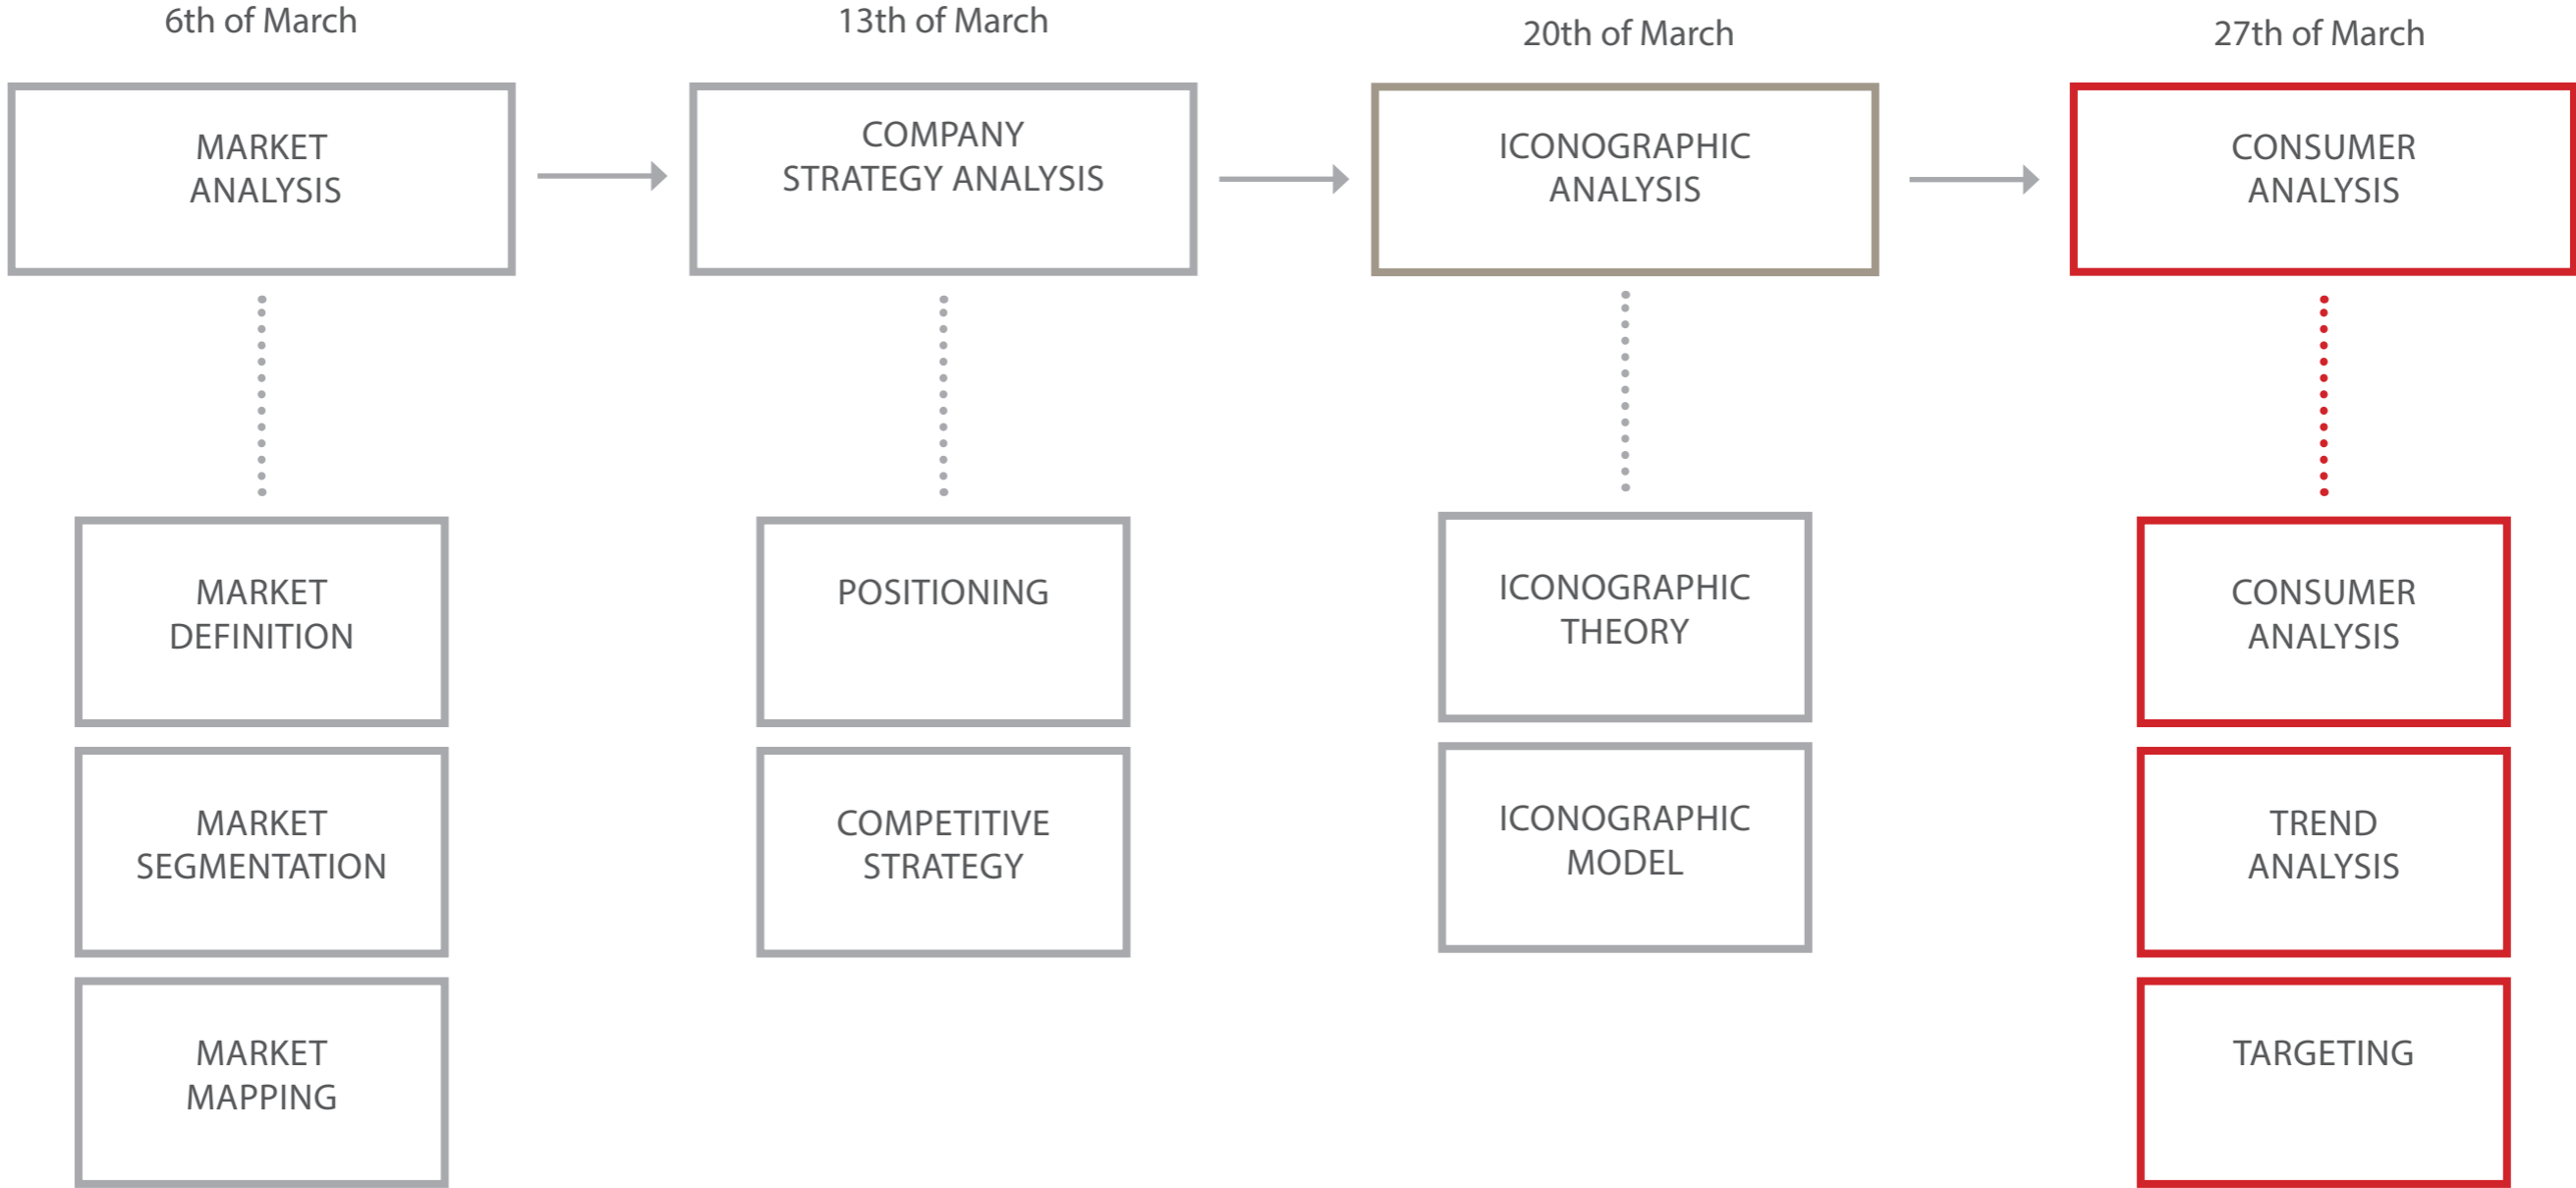 6th of March
13th of March
20th of March
27th of March
MARKET
ANALYSIS
COMPANY
STRATEGY ANALYSIS
ICONOGRAPHIC
ANALYSIS
CONSUMER
ANALYSIS
MARKET
DEFINITION
POSITIONING
ICONOGRAPHIC
THEORY
CONSUMER
ANALYSIS
MARKET
SEGMENTATION
COMPETITIVE
STRATEGY
ICONOGRAPHIC
MODEL
TREND
ANALYSIS
MARKET
MAPPING
TARGETING